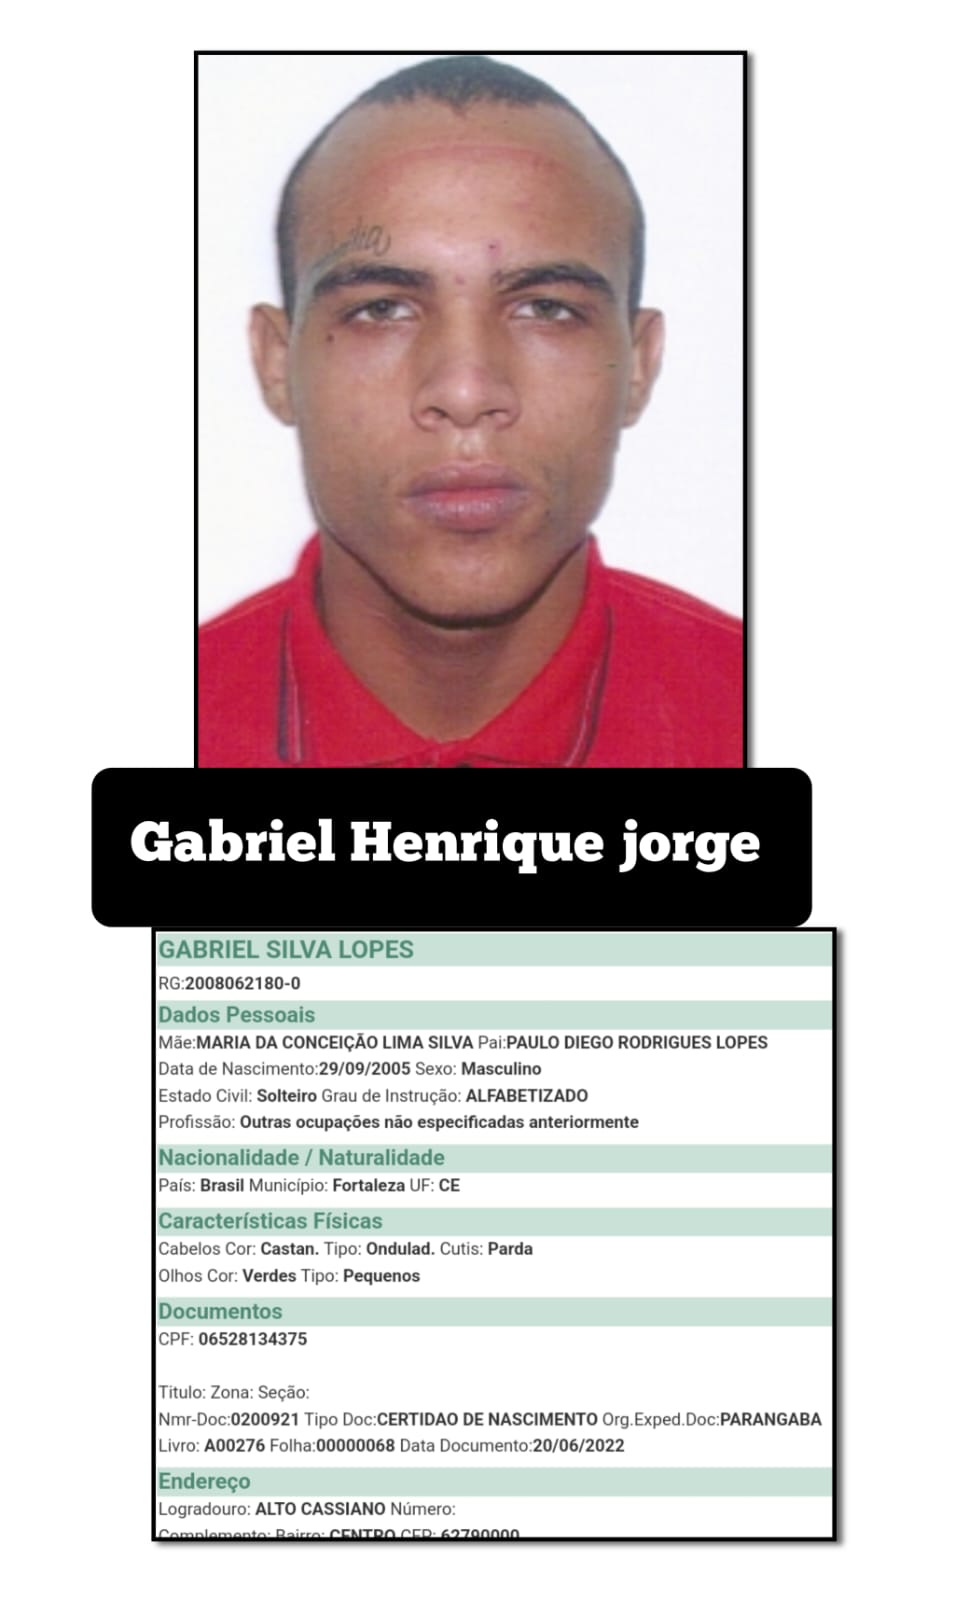 Gabriel Henrique jorge
GABRIEL SILVA LOPES
RG:2008062180-0
Dados Pessoais
Mãe:MARIA DA CONCEIÇÃO LIMA SILVA Pai:PAULO DIEGO RODRIGUES LOPES
Data de Nascimento:29/09/2005 Sexo: Masculino
Estado Civil: Solteiro Grau de Instrução: ALFABETIZADO
Profissão: Outras ocupações não especificadas anteriormente
Nacionalidade / Naturalidade
País: Brasil Município: Fortaleza UF: CE
Características Físicas
Cabelos Cor: Castan. Tipo: Ondulad. Cutis: Parda
Olhos Cor: Verdes Tipo: Pequenos
Documentos
CPF: 06528134375
Titulo: Zona: Seção:
Nmr-Doc:0200921 Tipo Doc:CERTIDAO DE NASCIMENTO Org.Exped.Doc:PARANGABA
Livro: A00276 Folha:00000068 Data Documento:20/06/2022
Endereço
Logradouro: ALTO CASSIANO Número:
Complemento: Bairro: CENTRO CEP: 62790000